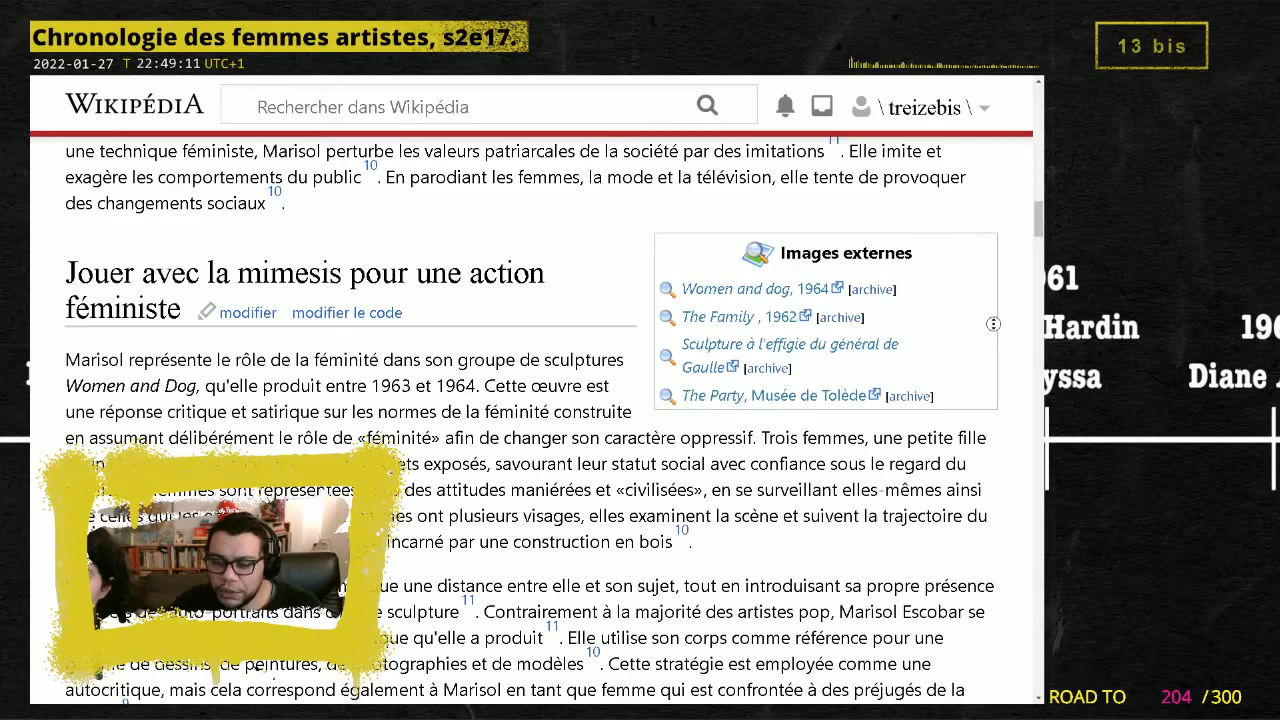 Chronologie des femmes artistes, s2e17.
2022-01-27 T 22:49:11 UTC+1
13 bis
WIKIPÉDIA
Rechercher dans Wikipédia
\ treizebis \
une technique féministe, Marisol perturbe les valeurs patriarcales de la société par des imitations 11. Elle imite et
exagère les comportements du public 10. En parodiant les femmes, la mode et la télévision, elle tente de provoquer
des changements sociaux 10.
Jouer avec la mimesis pour une action
féministe modifier modifier le code
Images externes
Women and dog, 1964 [archive]
The Family , 1962 [archive]
Sculpture à l'effigie du général de
Gaulle [archive]
The Party, Musée de Tolède [archive]
Marisol représente le rôle de la féminité dans son groupe de sculptures
Women and Dog, qu'elle produit entre 1963 et 1964. Cette œuvre est
une réponse critique et satirique sur les normes de la féminité construite
en assumant délibérément le rôle de «féminité» afin de changer son caractère oppressif. Trois femmes, une petite fille
exposés, savourant leur statut social avec confiance sous le regard du
sont représentées des attitudes maniérées et «civilisées», en se surveillant elles-mêmes ainsi
ont plusieurs visages, elles examinent la scène et suivent la trajectoire du
incarné par une construction en bois 10.
une distance entre elle et son sujet, tout en introduisant sa propre présence
auto-portraits dans sculpture 11. Contrairement à la majorité des artistes pop, Marisol Escobar se
qu'elle a produit 11. Elle utilise son corps comme référence pour une
de dessins, de peintures, de photographies et de modèles 10. Cette stratégie est employée comme une
autocritique, mais cela correspond également à Marisol en tant que femme qui est confrontée à des préjugés de la
61
Hardin
yssa
196
Diane
ROAD TO 204 / 300